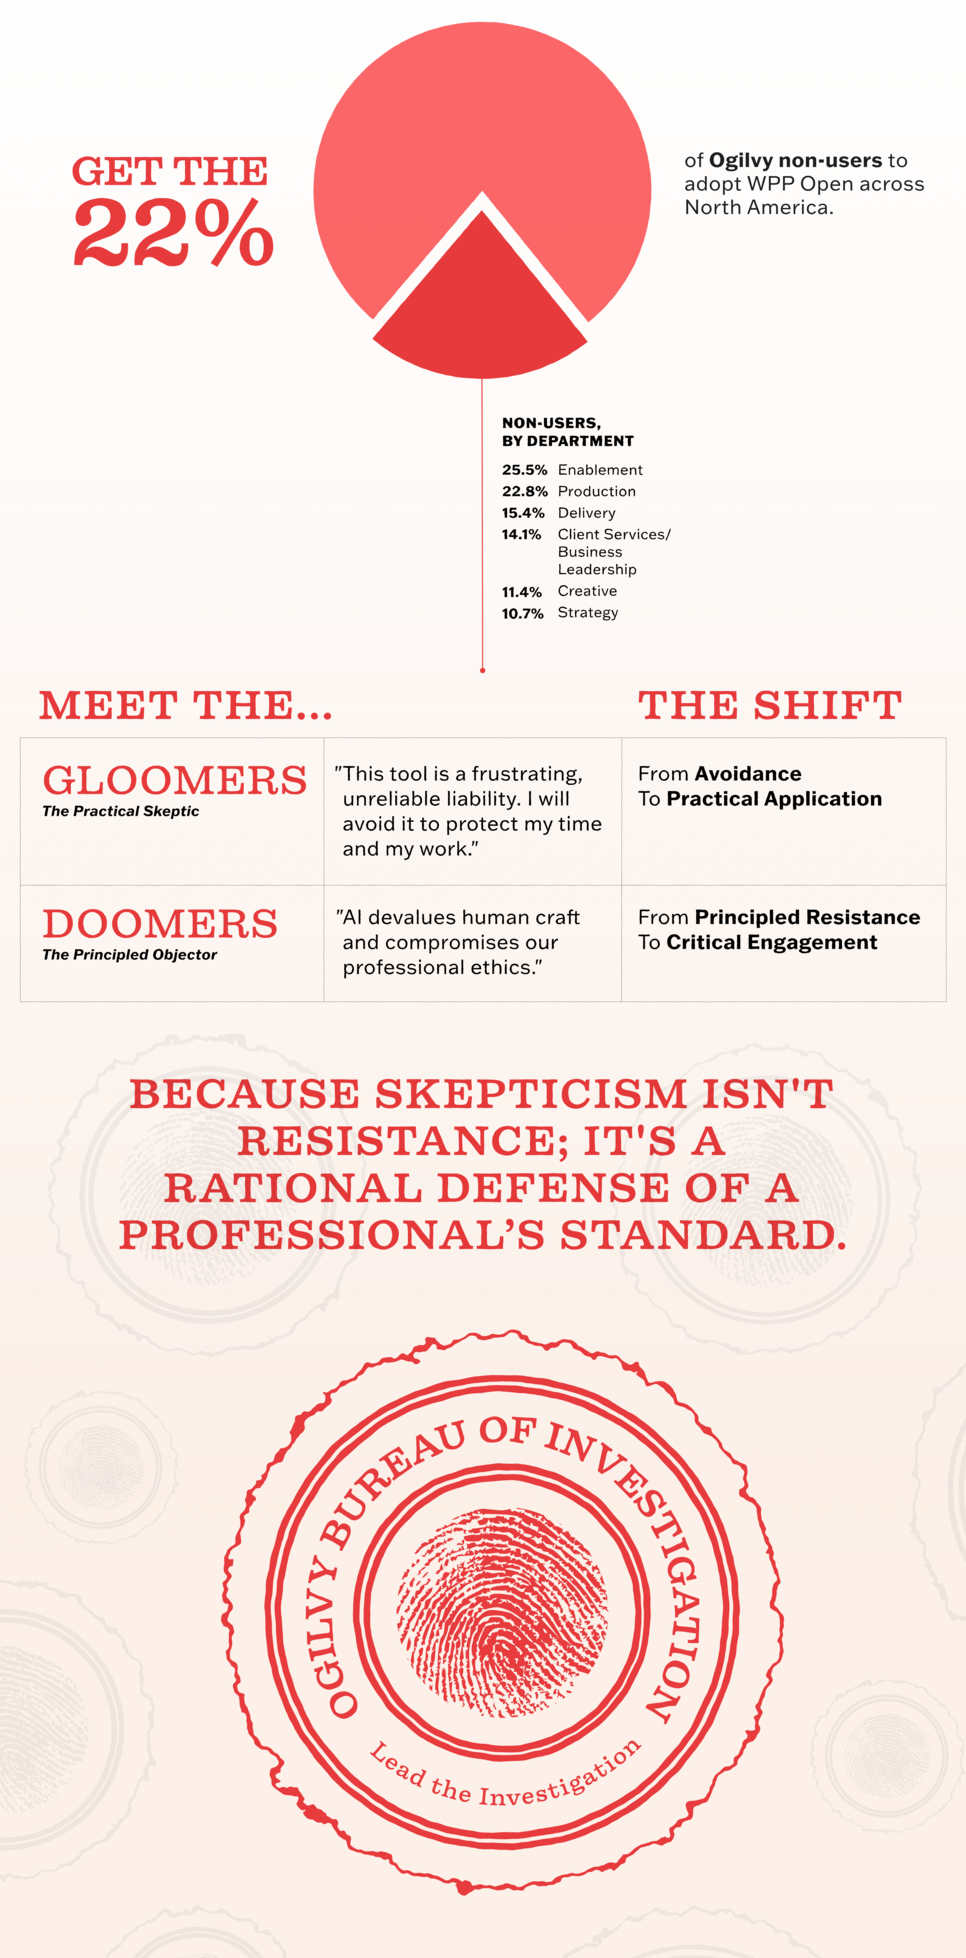 GET THE
22%
of Ogilvy non-users to
adopt WPP Open across
North America.
NON-USERS,
BY DEPARTMENT
25.5% Enablement
22.8% Production
15.4% Delivery
14.1% Client Services/
Business
Leadership
11.4% Creative
10.7% Strategy
MEET THE...
THE SHIFT
GLOOMERS
The Practical Skeptic
"This tool is a frustrating,
unreliable liability. I will
avoid it to protect my time
and my work."
From Avoidance
To Practical Application
DOOMERS
The Principled Objector
"AI devalues human craft
and compromises our
professional ethics."
From Principled Resistance
To Critical Engagement
BECAUSE SKEPTICISM ISN'T
RESISTANCE; IT'S A
RATIONAL DEFENSE OF A
PROFESSIONAL’S STANDARD.
OGILVY BUREAU OF INVESTIGATION
Lead the Investigation